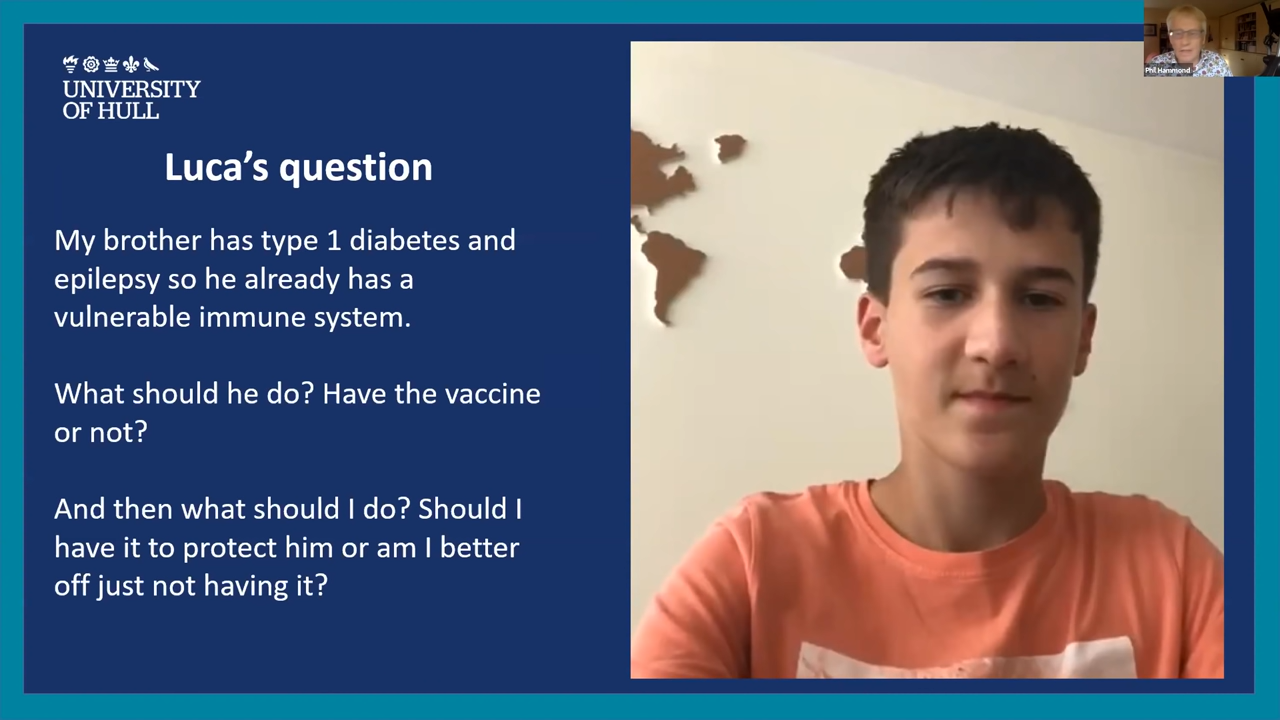 UNIVERSITY
OF HULL
Luca's question
My brother has type 1 diabetes and
epilepsy so he already has a
vulnerable immune system.
What should he do? Have the vaccine
or not?
And then what should I do? Should I
have it to protect him or am I better
off just not having it?
Phil Hammond